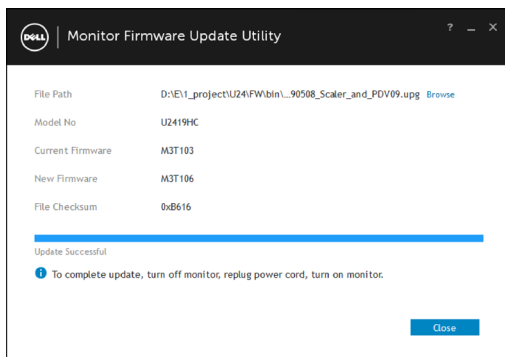 DELL
Monitor Firmware Update Utility
? _ X
File Path D:\E\1_project\U24\FW\bin\...90508_Scaler_and_PDV09.upg Browse
Model No U2419HC
Current Firmware M3T103
New Firmware M3T106
File Checksum 0xB616
Update Successful
To complete update, turn off monitor, replug power cord, turn on monitor.
Close